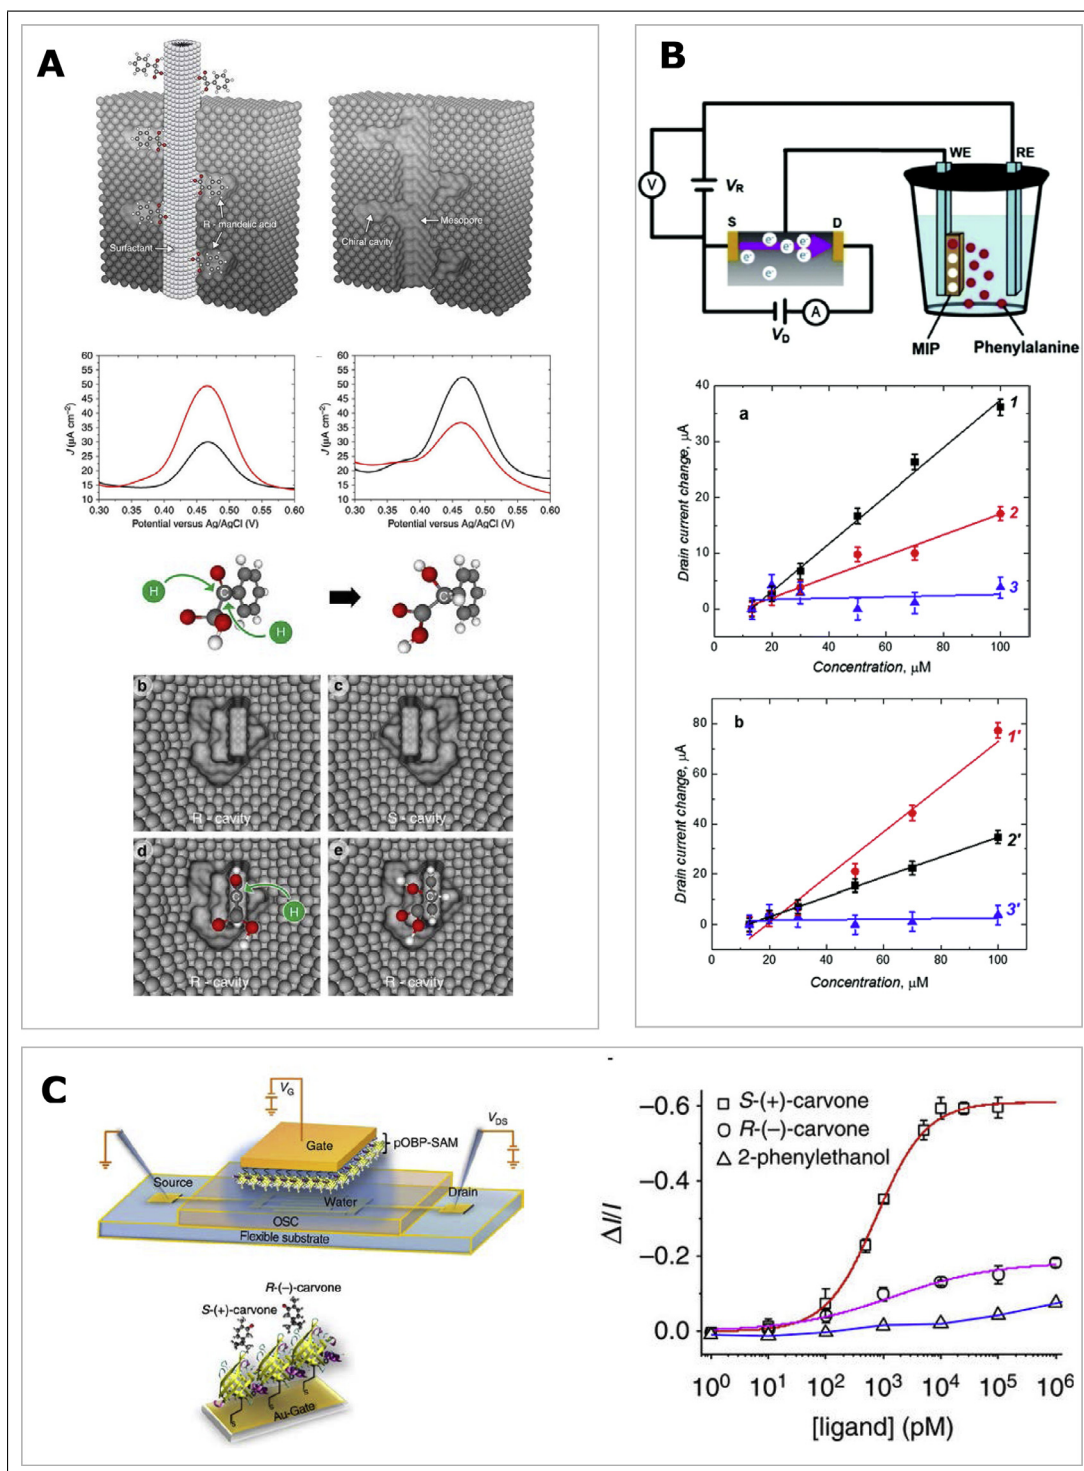 A
R - mandelic acid
Surfactant
Chiral cavity
Mesopore
J (µA cm⁻²)
60
55
50
45
40
35
30
25
20
15
10
0.30 0.35 0.40 0.45 0.50 0.55 0.60
Potential versus Ag/AgCl (V)
J (µA cm⁻²)
60
55
50
45
40
35
30
25
20
15
10
0.30 0.35 0.40 0.45 0.50 0.55 0.60
Potential versus Ag/AgCl (V)
H
C
H
C
b
R - cavity
c
S - cavity
d
C
H
R - cavity
e
C
R - cavity
B
V
VR
WE RE
S D
e- e- e- e- e-
VD
A
MIP
Phenylalanine
a
Drain current change, µA
40
30
20
10
0
1
2
3
0 20 40 60 80 100
Concentration, µM
b
Drain current change, µA
80
60
40
20
0
1'
2'
3'
0 20 40 60 80 100
Concentration, µM
C
VG
VDS
Gate
pOBP-SAM
Source
Drain
Water
OSC
Flexible substrate
R-(−)-carvone
S-(+)-carvone
Au-Gate
-
ΔI/I
−0.6
−0.4
−0.2
0.0
S-(+)-carvone
R-(−)-carvone
2-phenylethanol
10⁰ 10¹ 10² 10³ 10⁴ 10⁵ 10⁶
[ligand] (pM)